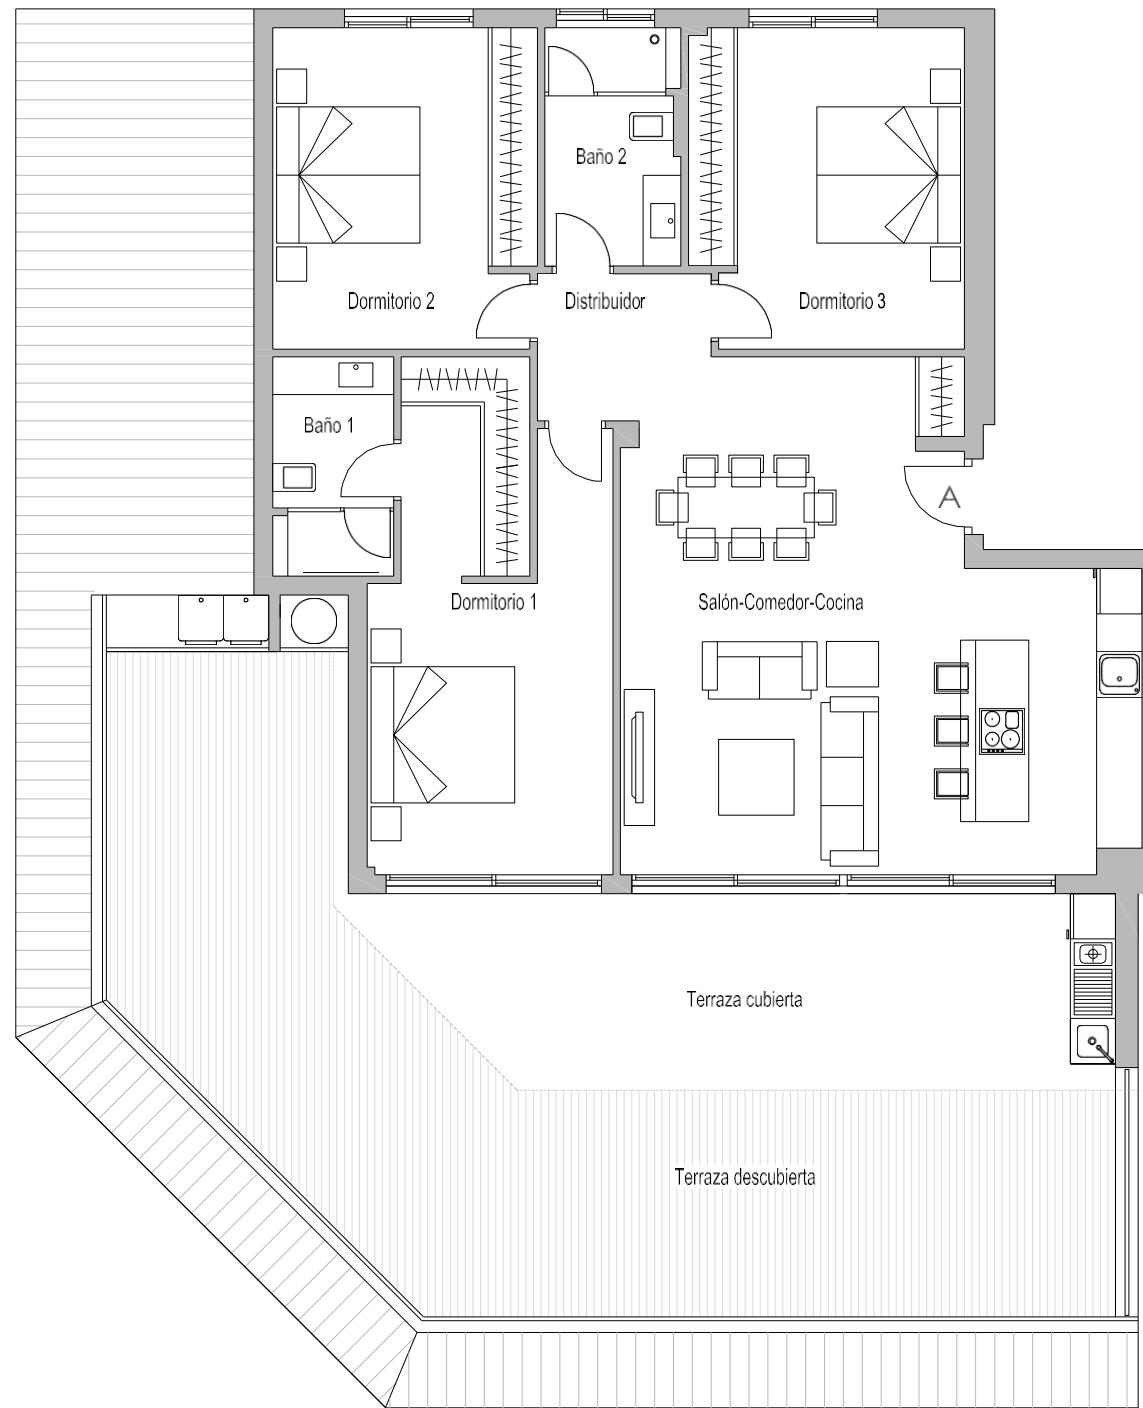 Baño 2
Dormitorio 2
Distribuidor
Dormitorio 3
Baño 1
A
Dormitorio 1
Salón-Comedor-Cocina
Terraza cubierta
Terraza descubierta